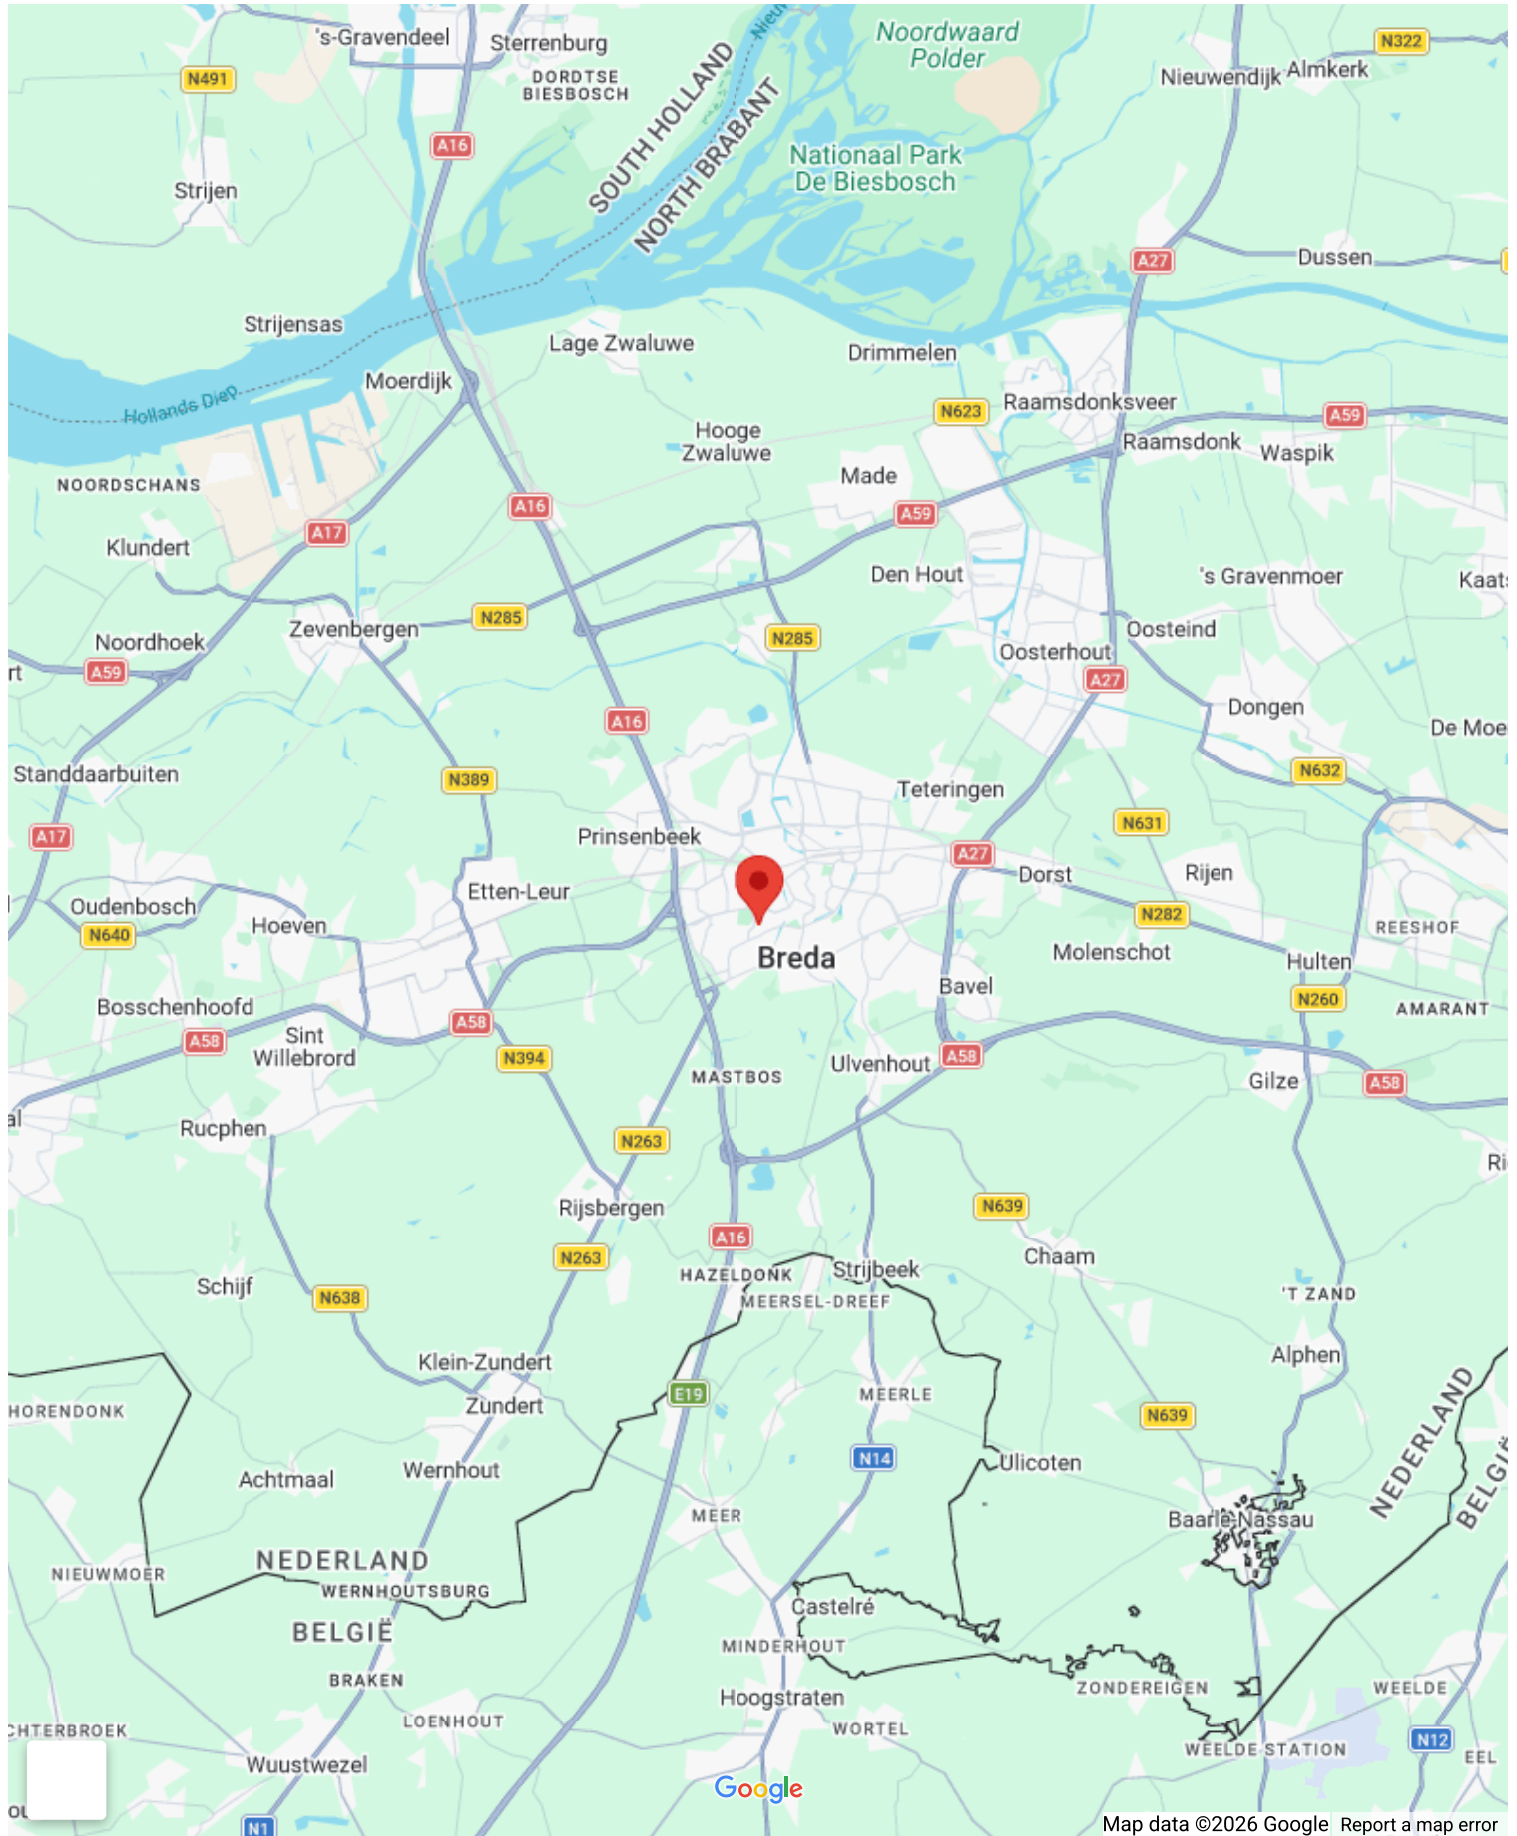 's-Gravendeel
Sterrenburg
Noordwaard
Polder
N322
Nieuwendijk
Almkerk
N491
DORDTSE
BIESBOSCH
SOUTH HOLLAND
NORTH BRABANT
A16
Nationaal Park
De Biesbosch
Strijen
A27
Dussen
Strijensas
Lage Zwaluwe
Drimmelen
Moerdijk
Hollands Diep
N623
Raamsdonksveer
A59
Hooge
Zwaluwe
Raamsdonk
Waspik
Made
NOORDSCHANS
A16
A59
A17
Klundert
Den Hout
's Gravenmoer
Kaats
N285
Zevenbergen
N285
Oosteind
Noordhoek
Oosterhout
A59
rt
A27
Dongen
A16
De Moe
Standdaarbuiten
N389
Teteringen
N632
A17
Prinsenbeek
N631
A27
Dorst
Rijen
Etten-Leur
Oudenbosch
N640
Hoeven
N282
REESHOF
Breda
Molenschot
Hulten
Bavel
N260
Bosschenhoofd
AMARANT
A58
A58
Sint
Willebrord
N394
Ulvenhout
A58
MASTBOS
Gilze
A58
al
Rucphen
N263
Ri
Rijsbergen
N639
A16
N263
Chaam
HAZELDONK
Strijbeek
Schijf
N638
MEERSEL-DREEF
'T ZAND
Klein-Zundert
Alphen
E19
MEERLE
HORENDONK
Zundert
N639
NEDERLAND
BELGIË
N14
Ulicoten
Achtmaal
Wernhout
MEER
Baarle-Nassau
NEDERLAND
NIEUWMOER
WERNHOUTSBURG
Castelré
BELGIË
MINDERHOUT
BRAKEN
ZONDEREIGEN
WEELDE
Hoogstraten
LOENHOUT
WORTEL
CHTERBROEK
N12
WEELDE STATION
EEL
Wuustwezel
Google
N1
Map data ©2026 Google
Report a map error